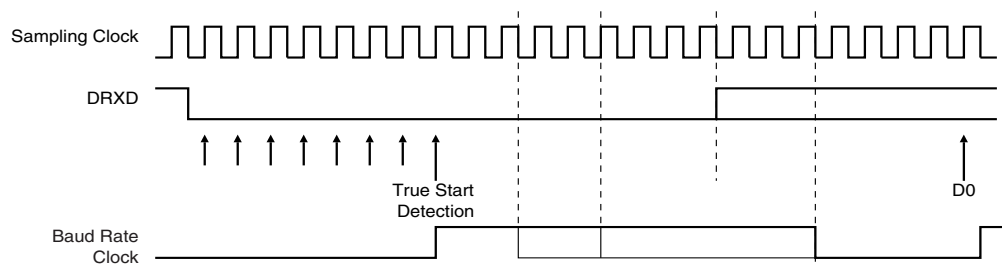 Sampling Clock
DRXD
True Start
Detection
D0
Baud Rate
Clock